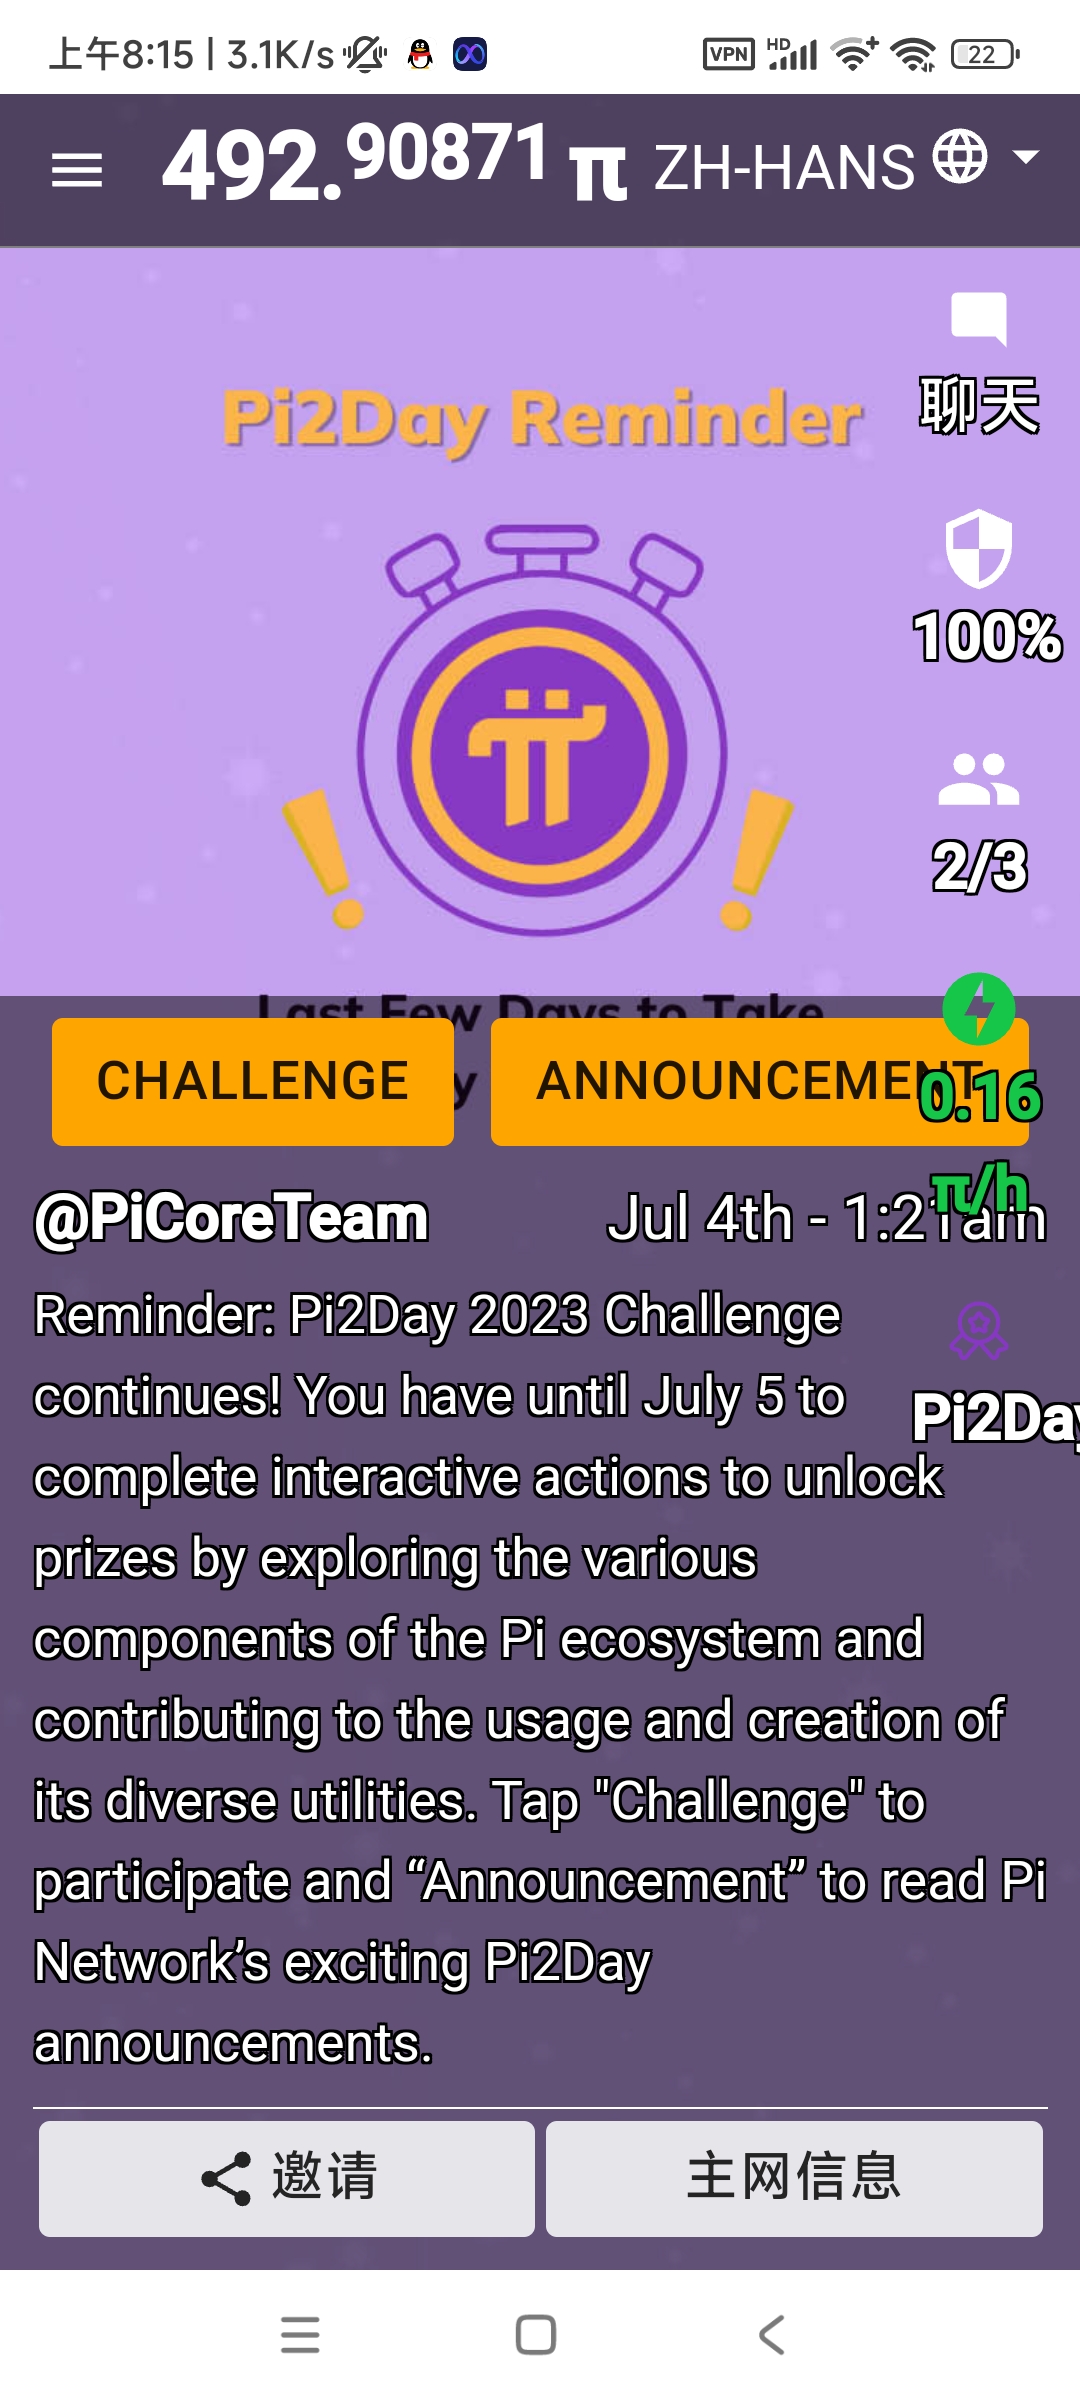 上午8:15 | 3.1K/s
VPN HD 22
492.90871 π ZH-HANS
Pi2Day Reminder
聊天
100%
2/3
Last Few Days to Take
CHALLENGE y ANNOUNCEMENT
0.16
π/h
@PiCoreTeam Jul 4th - 1:21am
Reminder: Pi2Day 2023 Challenge
continues! You have until July 5 to
Pi2Day
complete interactive actions to unlock
prizes by exploring the various
components of the Pi ecosystem and
contributing to the usage and creation of
its diverse utilities. Tap "Challenge" to
participate and “Announcement” to read Pi
Network’s exciting Pi2Day
announcements.
邀请 主网信息